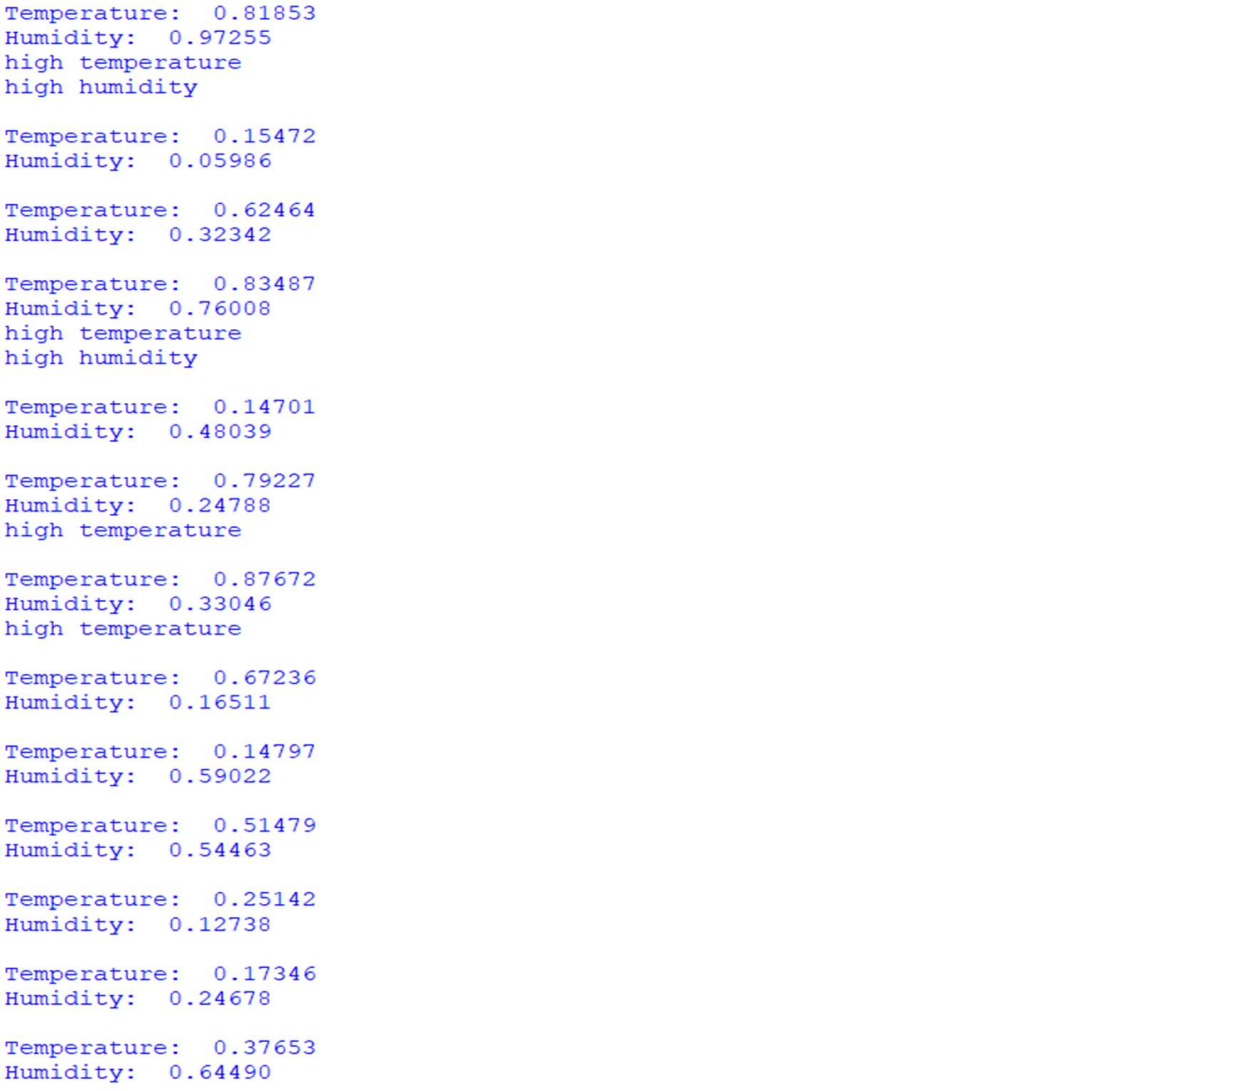 Temperature:  0.81853
Humidity:  0.97255
high temperature
high humidity

Temperature:  0.15472
Humidity:  0.05986

Temperature:  0.62464
Humidity:  0.32342

Temperature:  0.83487
Humidity:  0.76008
high temperature
high humidity

Temperature:  0.14701
Humidity:  0.48039

Temperature:  0.79227
Humidity:  0.24788
high temperature

Temperature:  0.87672
Humidity:  0.33046
high temperature

Temperature:  0.67236
Humidity:  0.16511

Temperature:  0.14797
Humidity:  0.59022

Temperature:  0.51479
Humidity:  0.54463

Temperature:  0.25142
Humidity:  0.12738

Temperature:  0.17346
Humidity:  0.24678

Temperature:  0.37653
Humidity:  0.64490